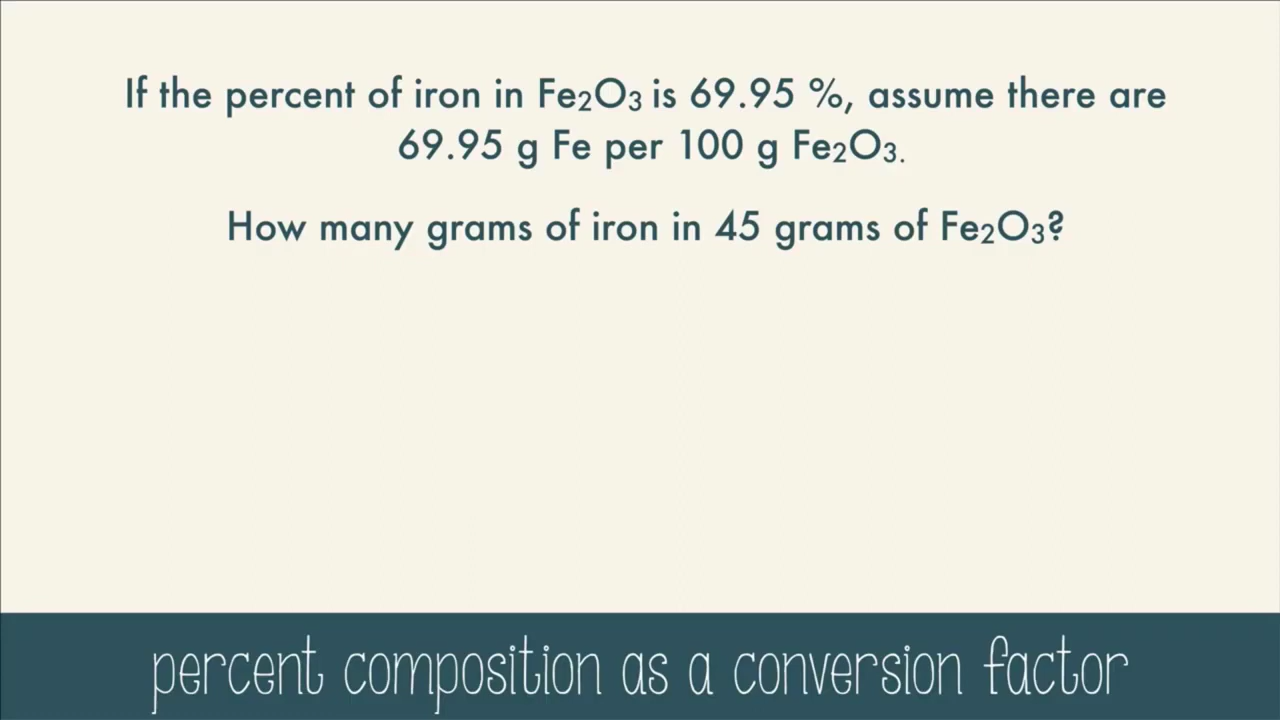 If the percent of iron in Fe₂O₃ is 69.95 %, assume there are
69.95 g Fe per 100 g Fe₂O₃.
How many grams of iron in 45 grams of Fe₂O₃?
percent composition as a conversion factor